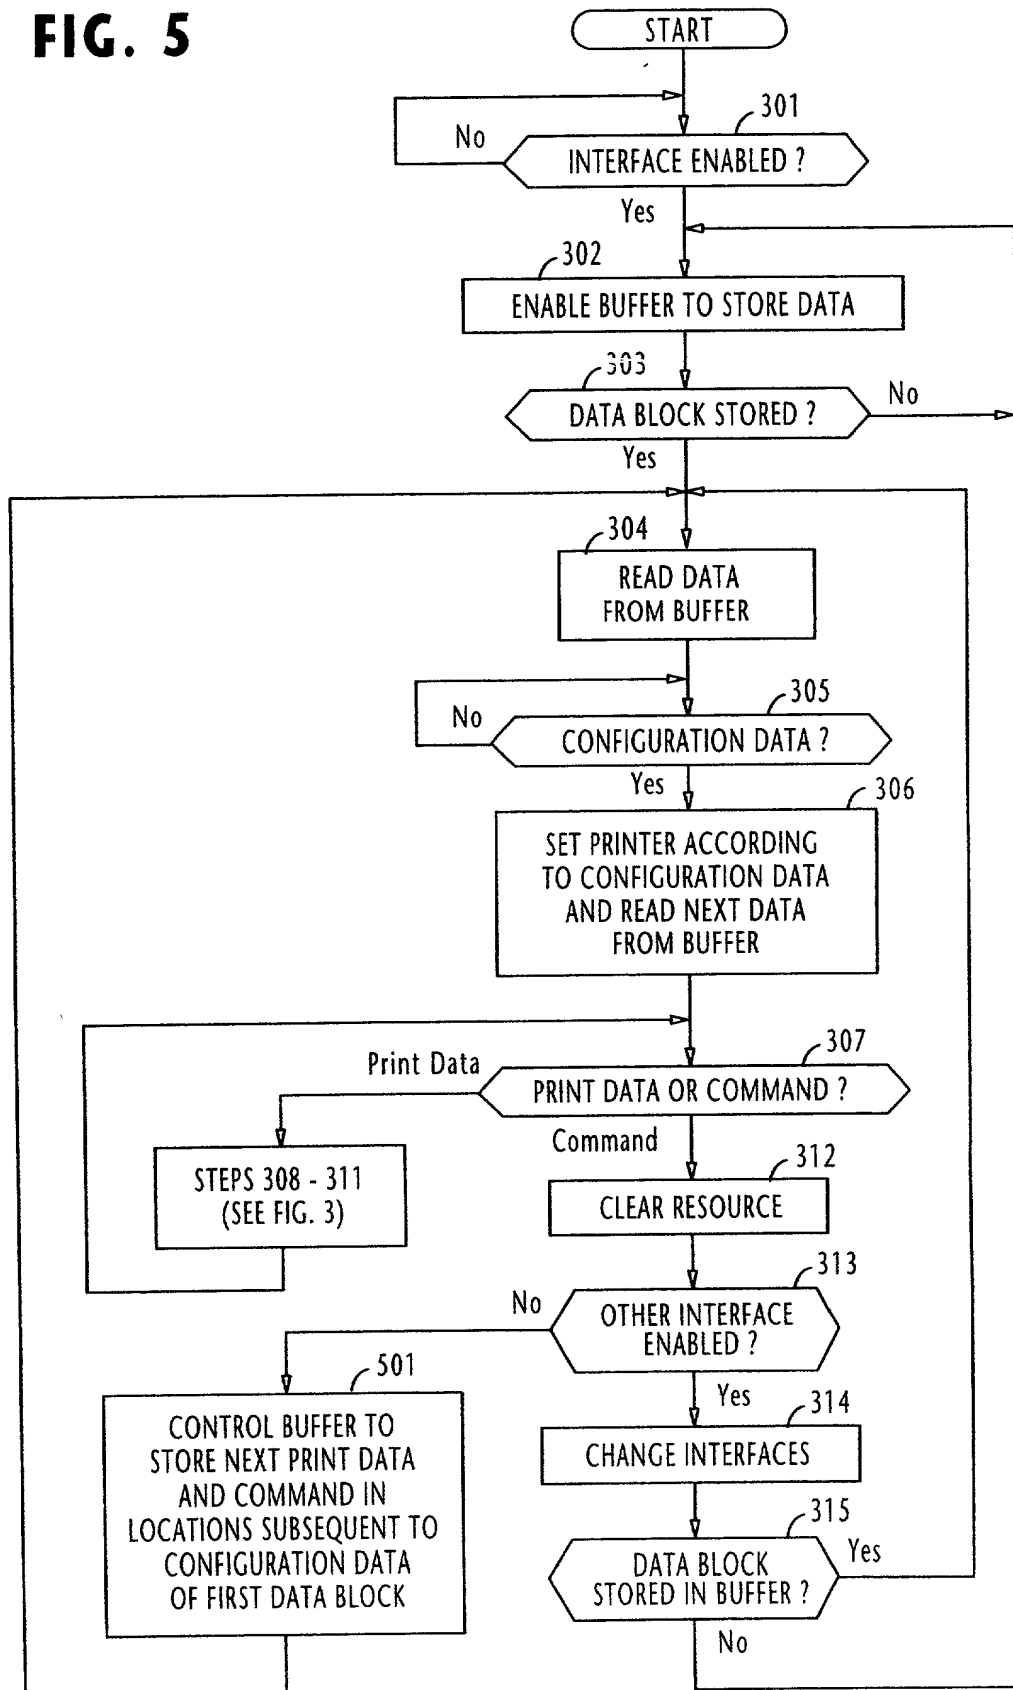 FIG. 5
START
301
No
INTERFACE ENABLED ?
Yes
302
ENABLE BUFFER TO STORE DATA
303
DATA BLOCK STORED ?
No
Yes
304
READ DATA
FROM BUFFER
305
No
CONFIGURATION DATA ?
Yes
306
SET PRINTER ACCORDING
TO CONFIGURATION DATA
AND READ NEXT DATA
FROM BUFFER
307
Print Data
PRINT DATA OR COMMAND ?
Command
312
STEPS 308 - 311
(SEE FIG. 3)
CLEAR RESOURCE
313
No
OTHER INTERFACE
ENABLED ?
501
Yes
314
CONTROL BUFFER TO
STORE NEXT PRINT DATA
AND COMMAND IN
LOCATIONS SUBSEQUENT TO
CONFIGURATION DATA
OF FIRST DATA BLOCK
CHANGE INTERFACES
315
DATA BLOCK
STORED IN BUFFER ?
Yes
No